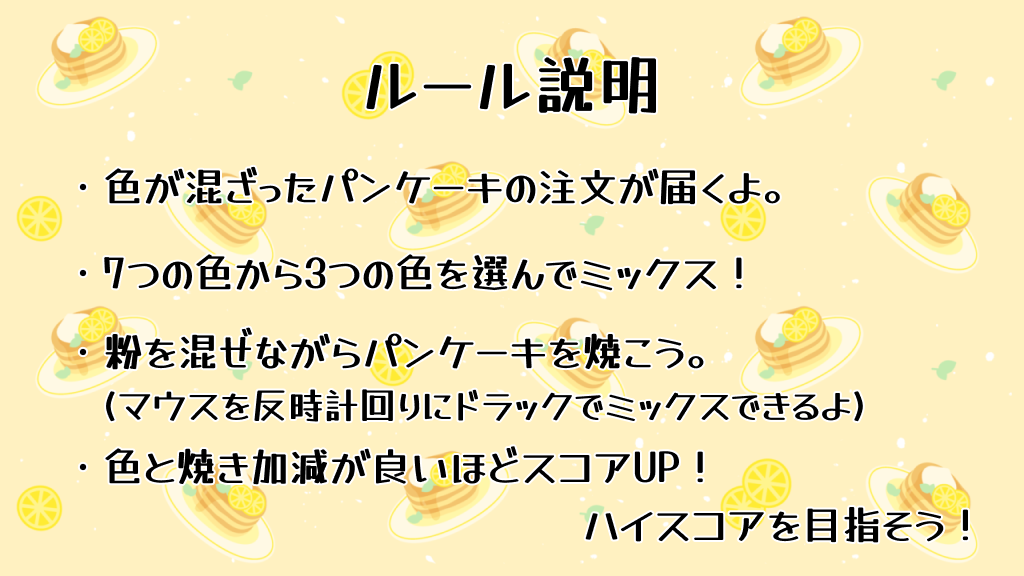 ルール説明
・色が混ざったパンケーキの注文が届くよ。
・7つの色から3つの色を選んでミックス！
・粉を混ぜながらパンケーキを焼こう。
(マウスを反時計回りにドラックでミックスできるよ)
・色と焼き加減が良いほどスコアUP！
ハイスコアを目指そう！